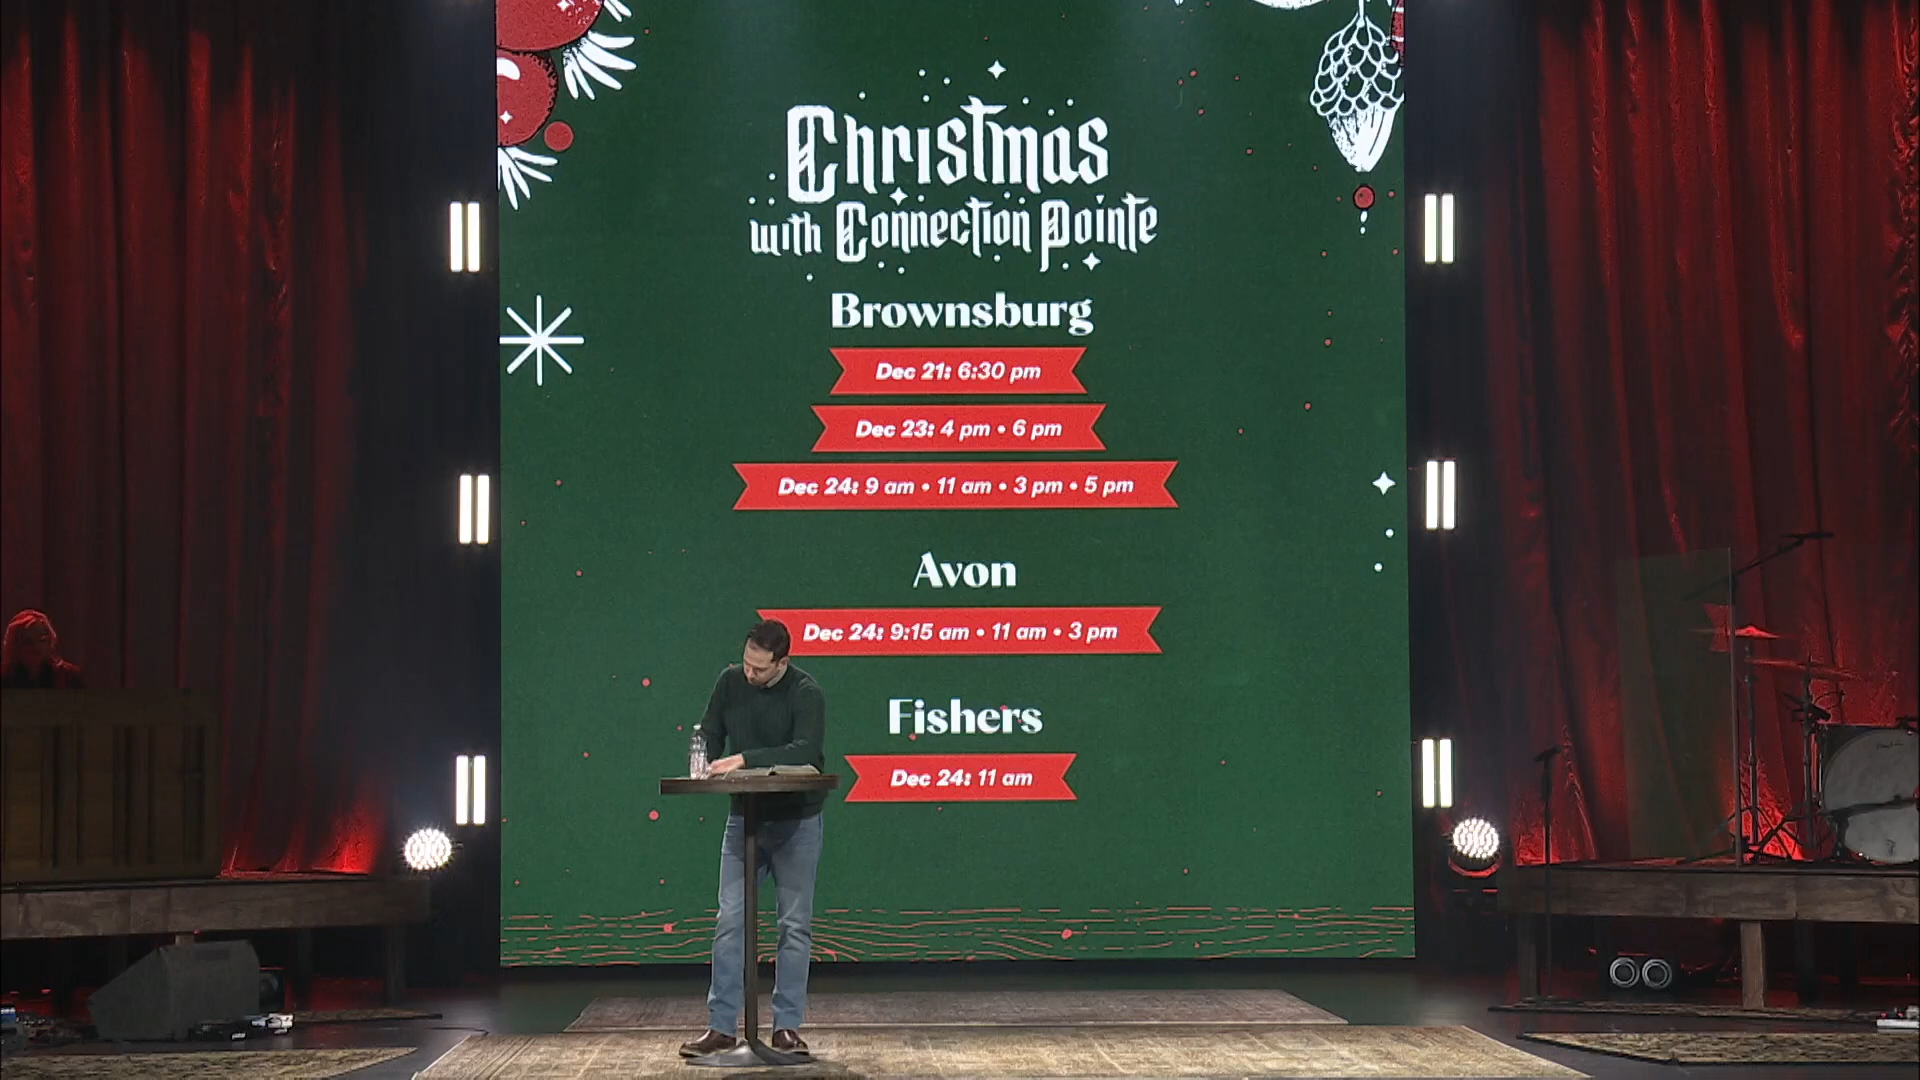 Christmas
with Connection Pointe
Brownsburg
Dec 21: 6:30 pm
Dec 23: 4 pm • 6 pm
Dec 24: 9 am • 11 am • 3 pm • 5 pm
Avon
Dec 24: 9:15 am • 11 am • 3 pm
Fishers
Dec 24: 11 am